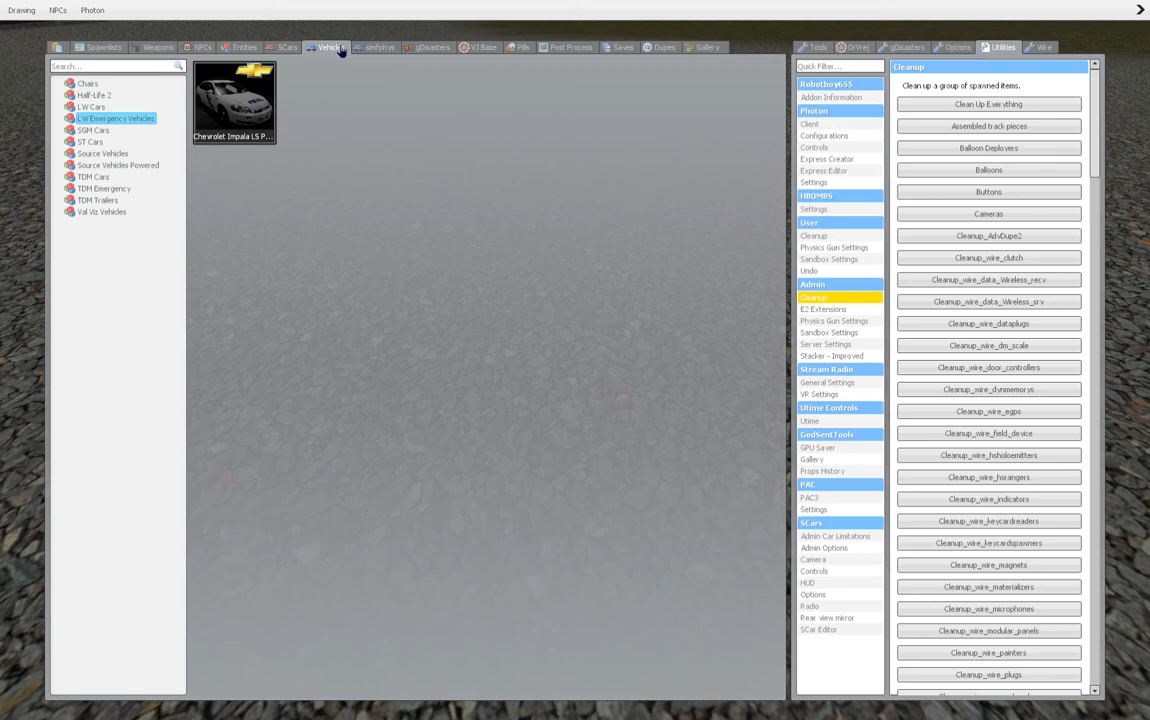 Drawing NPCs Photon
Spawnlists Weapons NPCs Entities SCars Vehicles simfphys gDisasters VJ Base Pills Post Process Saves Dupes Gallery
Tools DrVrej gDisasters Options Utilities Wire
Search...
Chairs
Half-Life 2
LW Cars
LW Emergency Vehicles
SGM Cars
ST Cars
Source Vehicles
Source Vehicles Powered
TDM Cars
TDM Emergency
TDM Trailers
Val Viz Vehicles
Chevrolet Impala LS P...
Quick Filter...
Robotboy655
Addon Information
Photon
Client
Configurations
Controls
Express Creator
Express Editor
Settings
HBOMBS
Settings
User
Cleanup
Physics Gun Settings
Sandbox Settings
Undo
Admin
Cleanup
E2 Extensions
Physics Gun Settings
Sandbox Settings
Server Settings
Stacker - Improved
Stream Radio
General Settings
VR Settings
Utime Controls
Utime
GodSentTools
GPU Saver
Gallery
Props History
PAC
PAC3
Settings
SCars
Admin Car Limitations
Admin Options
Camera
Controls
HUD
Options
Radio
Rear view mirror
SCar Editor
Cleanup
Clean up a group of spawned items.
Clean Up Everything
Assembled track pieces
Balloon Deployers
Balloons
Buttons
Cameras
Cleanup_AdvDupe2
Cleanup_wire_clutch
Cleanup_wire_data_Wireless_recv
Cleanup_wire_data_Wireless_srv
Cleanup_wire_dataplugs
Cleanup_wire_dm_scale
Cleanup_wire_door_controllers
Cleanup_wire_dynmemorys
Cleanup_wire_egps
Cleanup_wire_field_device
Cleanup_wire_hsholoemitters
Cleanup_wire_hsrangers
Cleanup_wire_indicators
Cleanup_wire_keycardreaders
Cleanup_wire_keycardspawners
Cleanup_wire_magnets
Cleanup_wire_materializers
Cleanup_wire_microphones
Cleanup_wire_modular_panels
Cleanup_wire_painters
Cleanup_wire_plugs